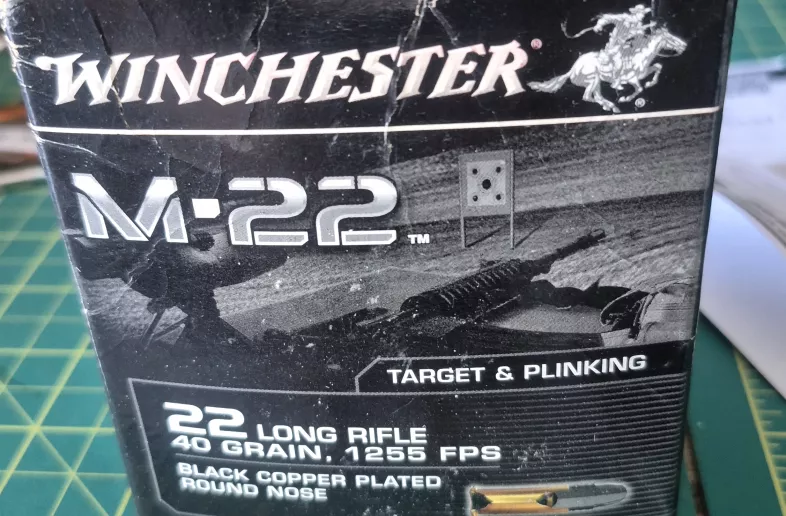 WINCHESTER®
®
M·22™
TARGET & PLINKING
22 LONG RIFLE
40 GRAIN, 1255 FPS
BLACK COPPER PLATED
ROUND NOSE